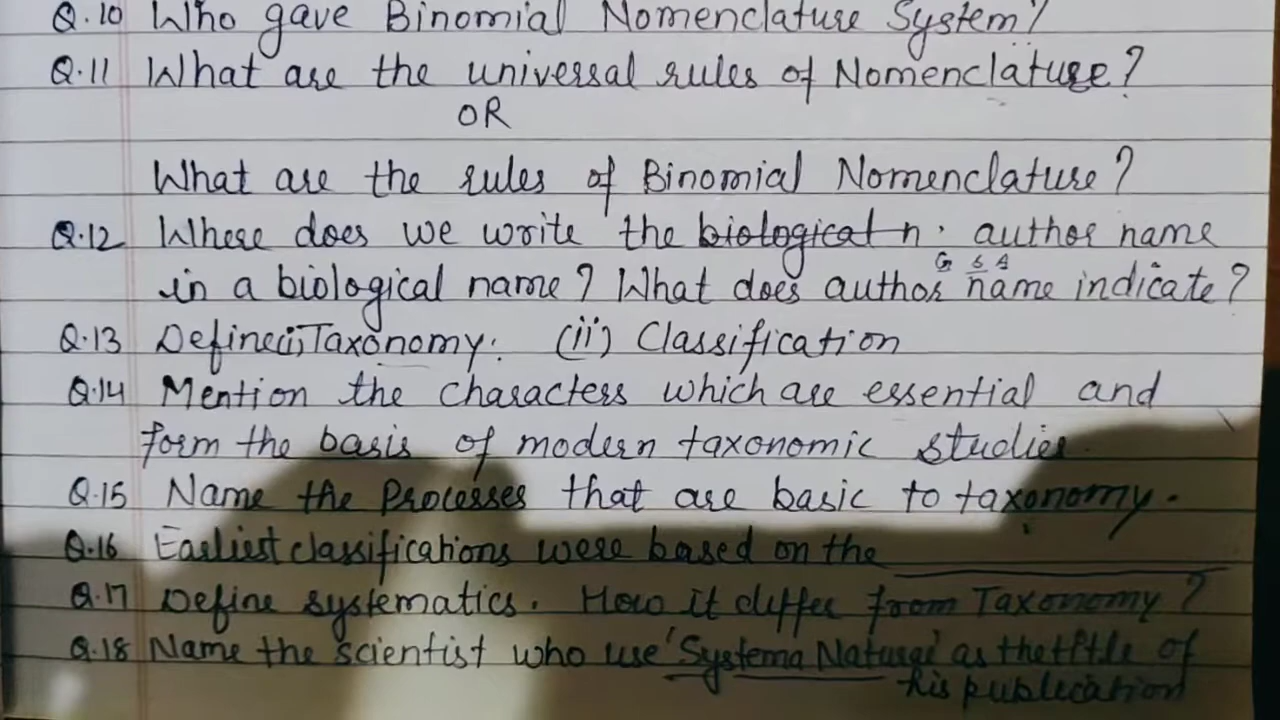 Q.10 Who gave Binomial Nomenclature System?
Q.11 What are the universal rules of Nomenclature?
OR
What are the rules of Binomial Nomenclature?
Q.12 Where does we write the biological n. author name
G S A
in a biological name? What does author name indicate?
Q.13 Define(i) Taxonomy. (ii) Classification
Q.14 Mention the characters which are essential and
form the basis of modern taxonomic studies.
Q.15 Name the Processes that are basic to taxonomy.
Q.16 Earliest classifications were based on the ____________
Q.17 Define systematics. How it differ from Taxonomy?
Q.18 Name the scientist who use 'Systema Naturae' as the title of
his publication